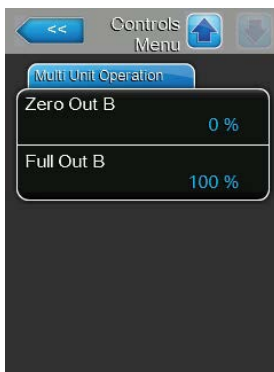 <<
Controls
Menu
Multi Unit Operation
Zero Out B
0 %
Full Out B
100 %